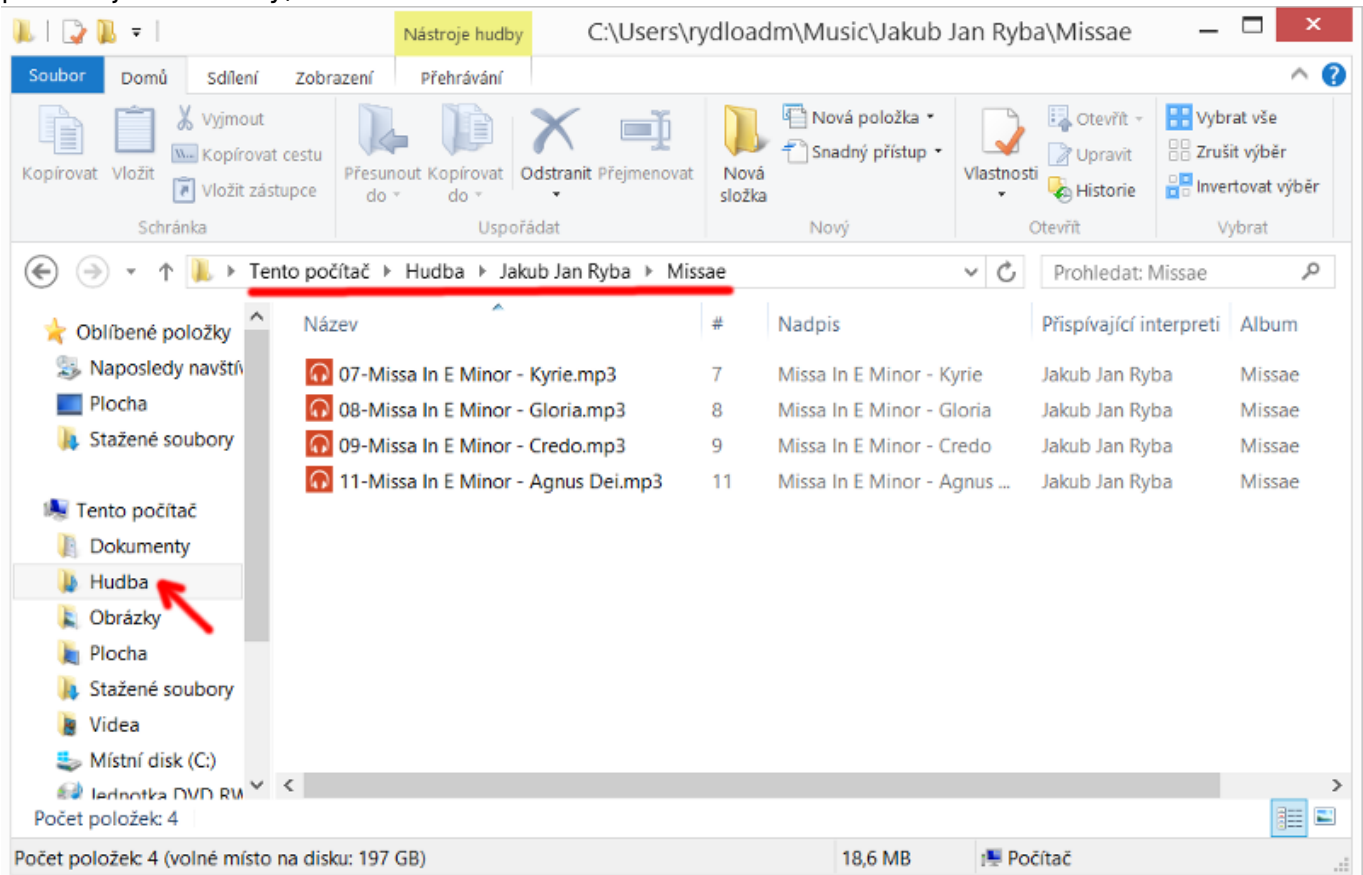 Nástroje hudby
C:\Users\rydloadm\Music\Jakub Jan Ryba\Missae
Soubor Domů Sdílení Zobrazení Přehrávání
Kopírovat
Vložit
Vyjmout
Kopírovat cestu
Vložit zástupce
Schránka
Přesunout do
Kopírovat do
Odstranit
Přejmenovat
Uspořádat
Nová složka
Nová položka
Snadný přístup
Nový
Vlastnosti
Otevřít
Upravit
Historie
Otevřít
Vybrat vše
Zrušit výběr
Invertovat výběr
Vybrat
Tento počítač Hudba Jakub Jan Ryba Missae
Prohledat: Missae
Oblíbené položky
Naposledy navštív
Plocha
Stažené soubory
Tento počítač
Dokumenty
Hudba
Obrázky
Plocha
Stažené soubory
Videa
Místní disk (C:)
Jednotka DVD RW
Název # Nadpis Přispívající interpreti Album
07-Missa In E Minor - Kyrie.mp3 7 Missa In E Minor - Kyrie Jakub Jan Ryba Missae
08-Missa In E Minor - Gloria.mp3 8 Missa In E Minor - Gloria Jakub Jan Ryba Missae
09-Missa In E Minor - Credo.mp3 9 Missa In E Minor - Credo Jakub Jan Ryba Missae
11-Missa In E Minor - Agnus Dei.mp3 11 Missa In E Minor - Agnus ... Jakub Jan Ryba Missae
Počet položek: 4
Počet položek: 4 (volné místo na disku: 197 GB) 18,6 MB Počítač